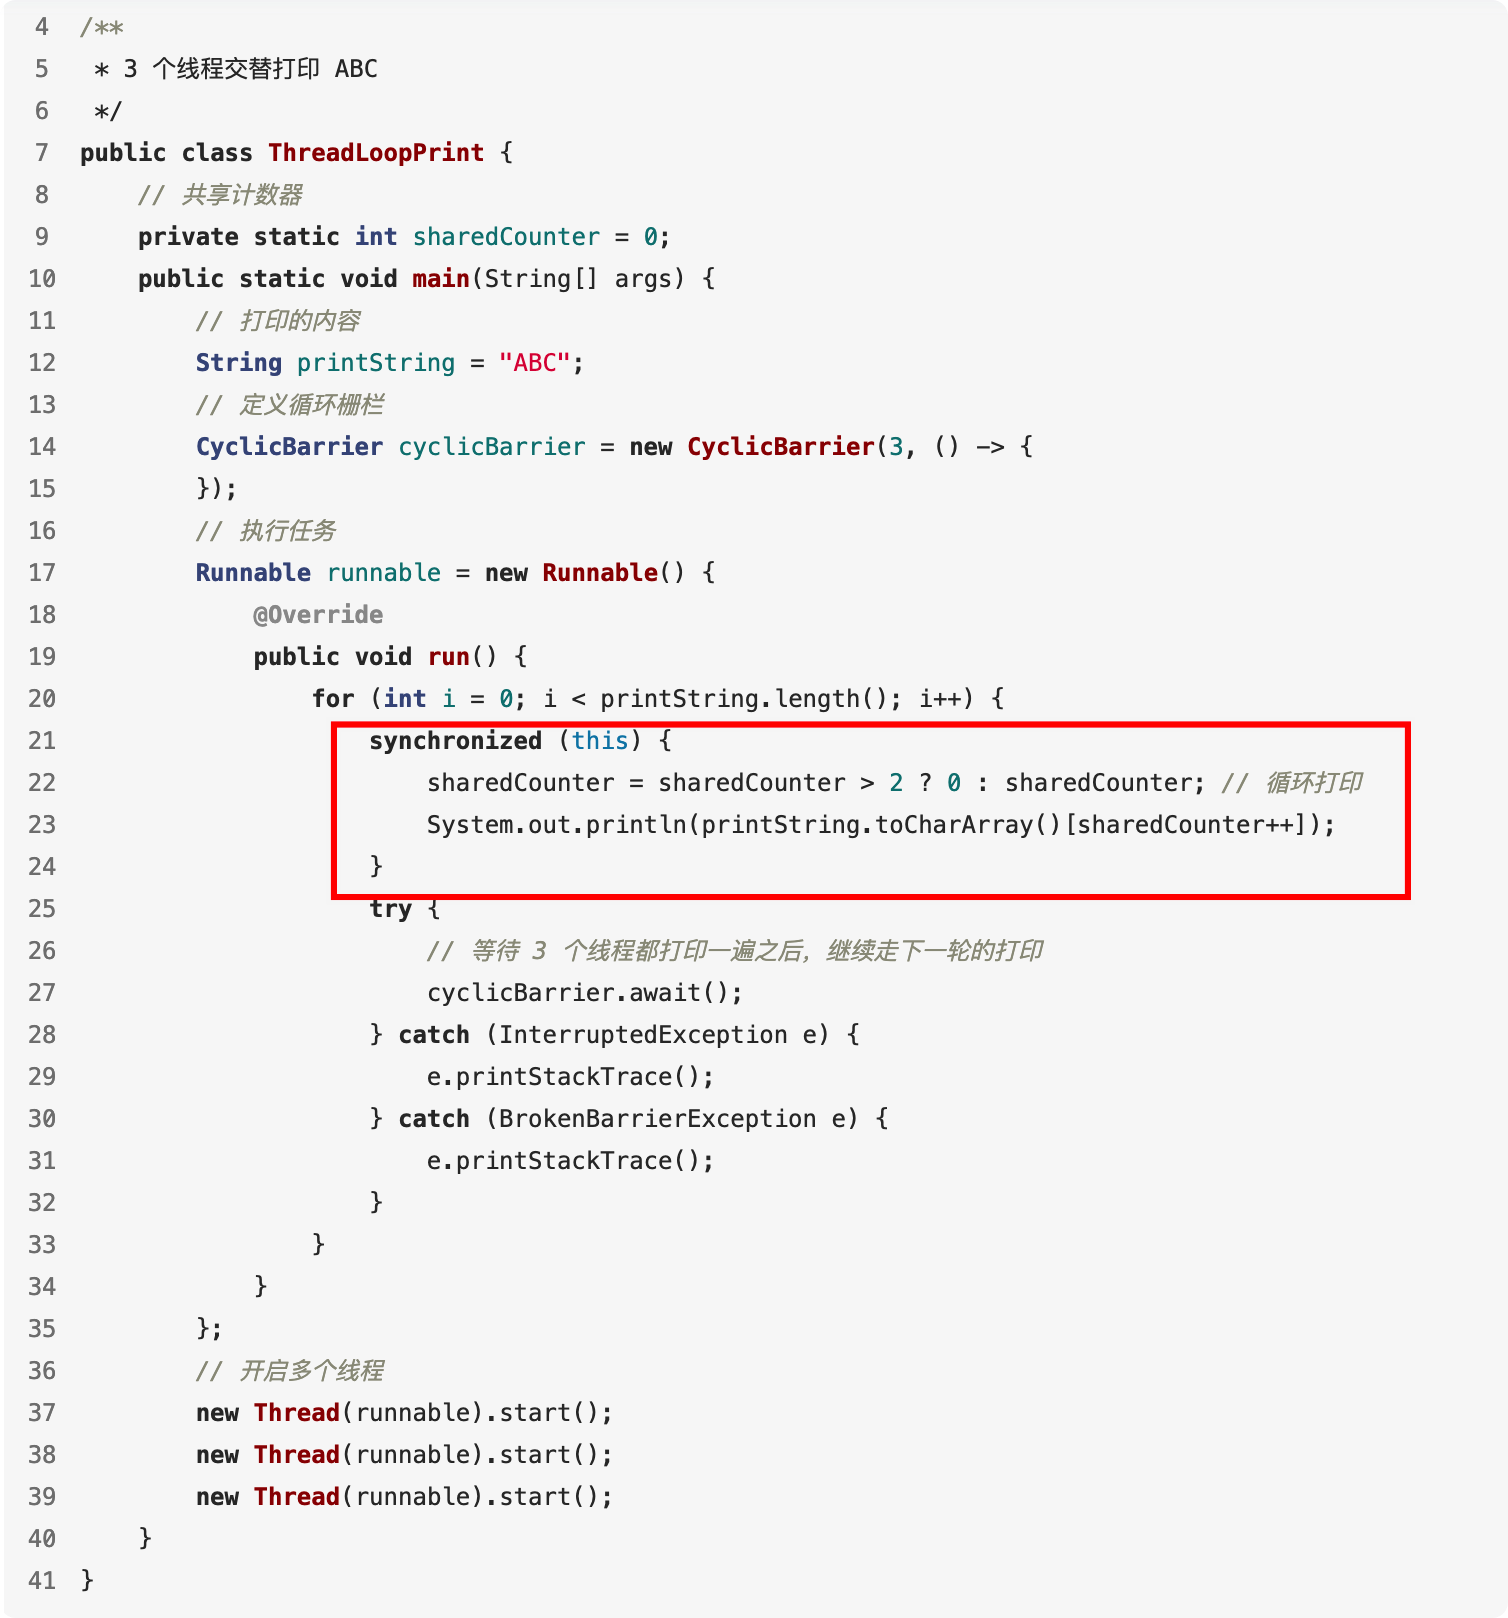 4 /**
5  * 3 个线程交替打印 ABC
6  */
7 public class ThreadLoopPrint {
8     // 共享计数器
9     private static int sharedCounter = 0;
10     public static void main(String[] args) {
11         // 打印的内容
12         String printString = "ABC";
13         // 定义循环栅栏
14         CyclicBarrier cyclicBarrier = new CyclicBarrier(3, () -> {
15         });
16         // 执行任务
17         Runnable runnable = new Runnable() {
18             @Override
19             public void run() {
20                 for (int i = 0; i < printString.length(); i++) {
21                     synchronized (this) {
22                         sharedCounter = sharedCounter > 2 ? 0 : sharedCounter; // 循环打印
23                         System.out.println(printString.toCharArray()[sharedCounter++]);
24                     }
25                     try {
26                         // 等待 3 个线程都打印一遍之后，继续走下一轮的打印
27                         cyclicBarrier.await();
28                     } catch (InterruptedException e) {
29                         e.printStackTrace();
30                     } catch (BrokenBarrierException e) {
31                         e.printStackTrace();
32                     }
33                 }
34             }
35         };
36         // 开启多个线程
37         new Thread(runnable).start();
38         new Thread(runnable).start();
39         new Thread(runnable).start();
40     }
41 }